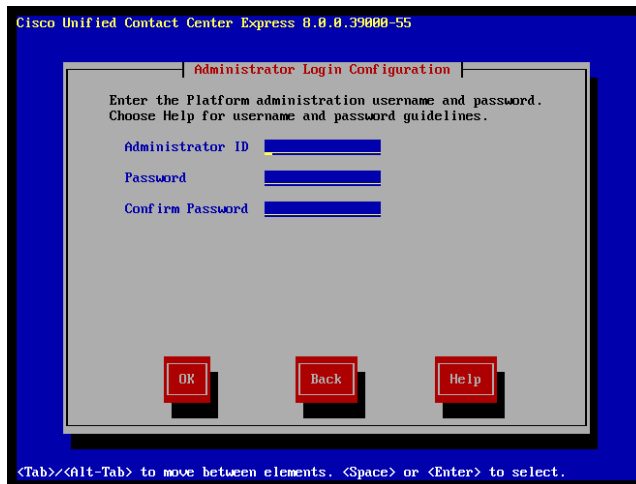 Cisco Unified Contact Center Express 8.0.0.39000-55
Administrator Login Configuration
Enter the Platform administration username and password.
Choose Help for username and password guidelines.
Administrator ID
Password
Confirm Password
OK Back Help
<Tab>/<Alt-Tab> to move between elements. <Space> or <Enter> to select.